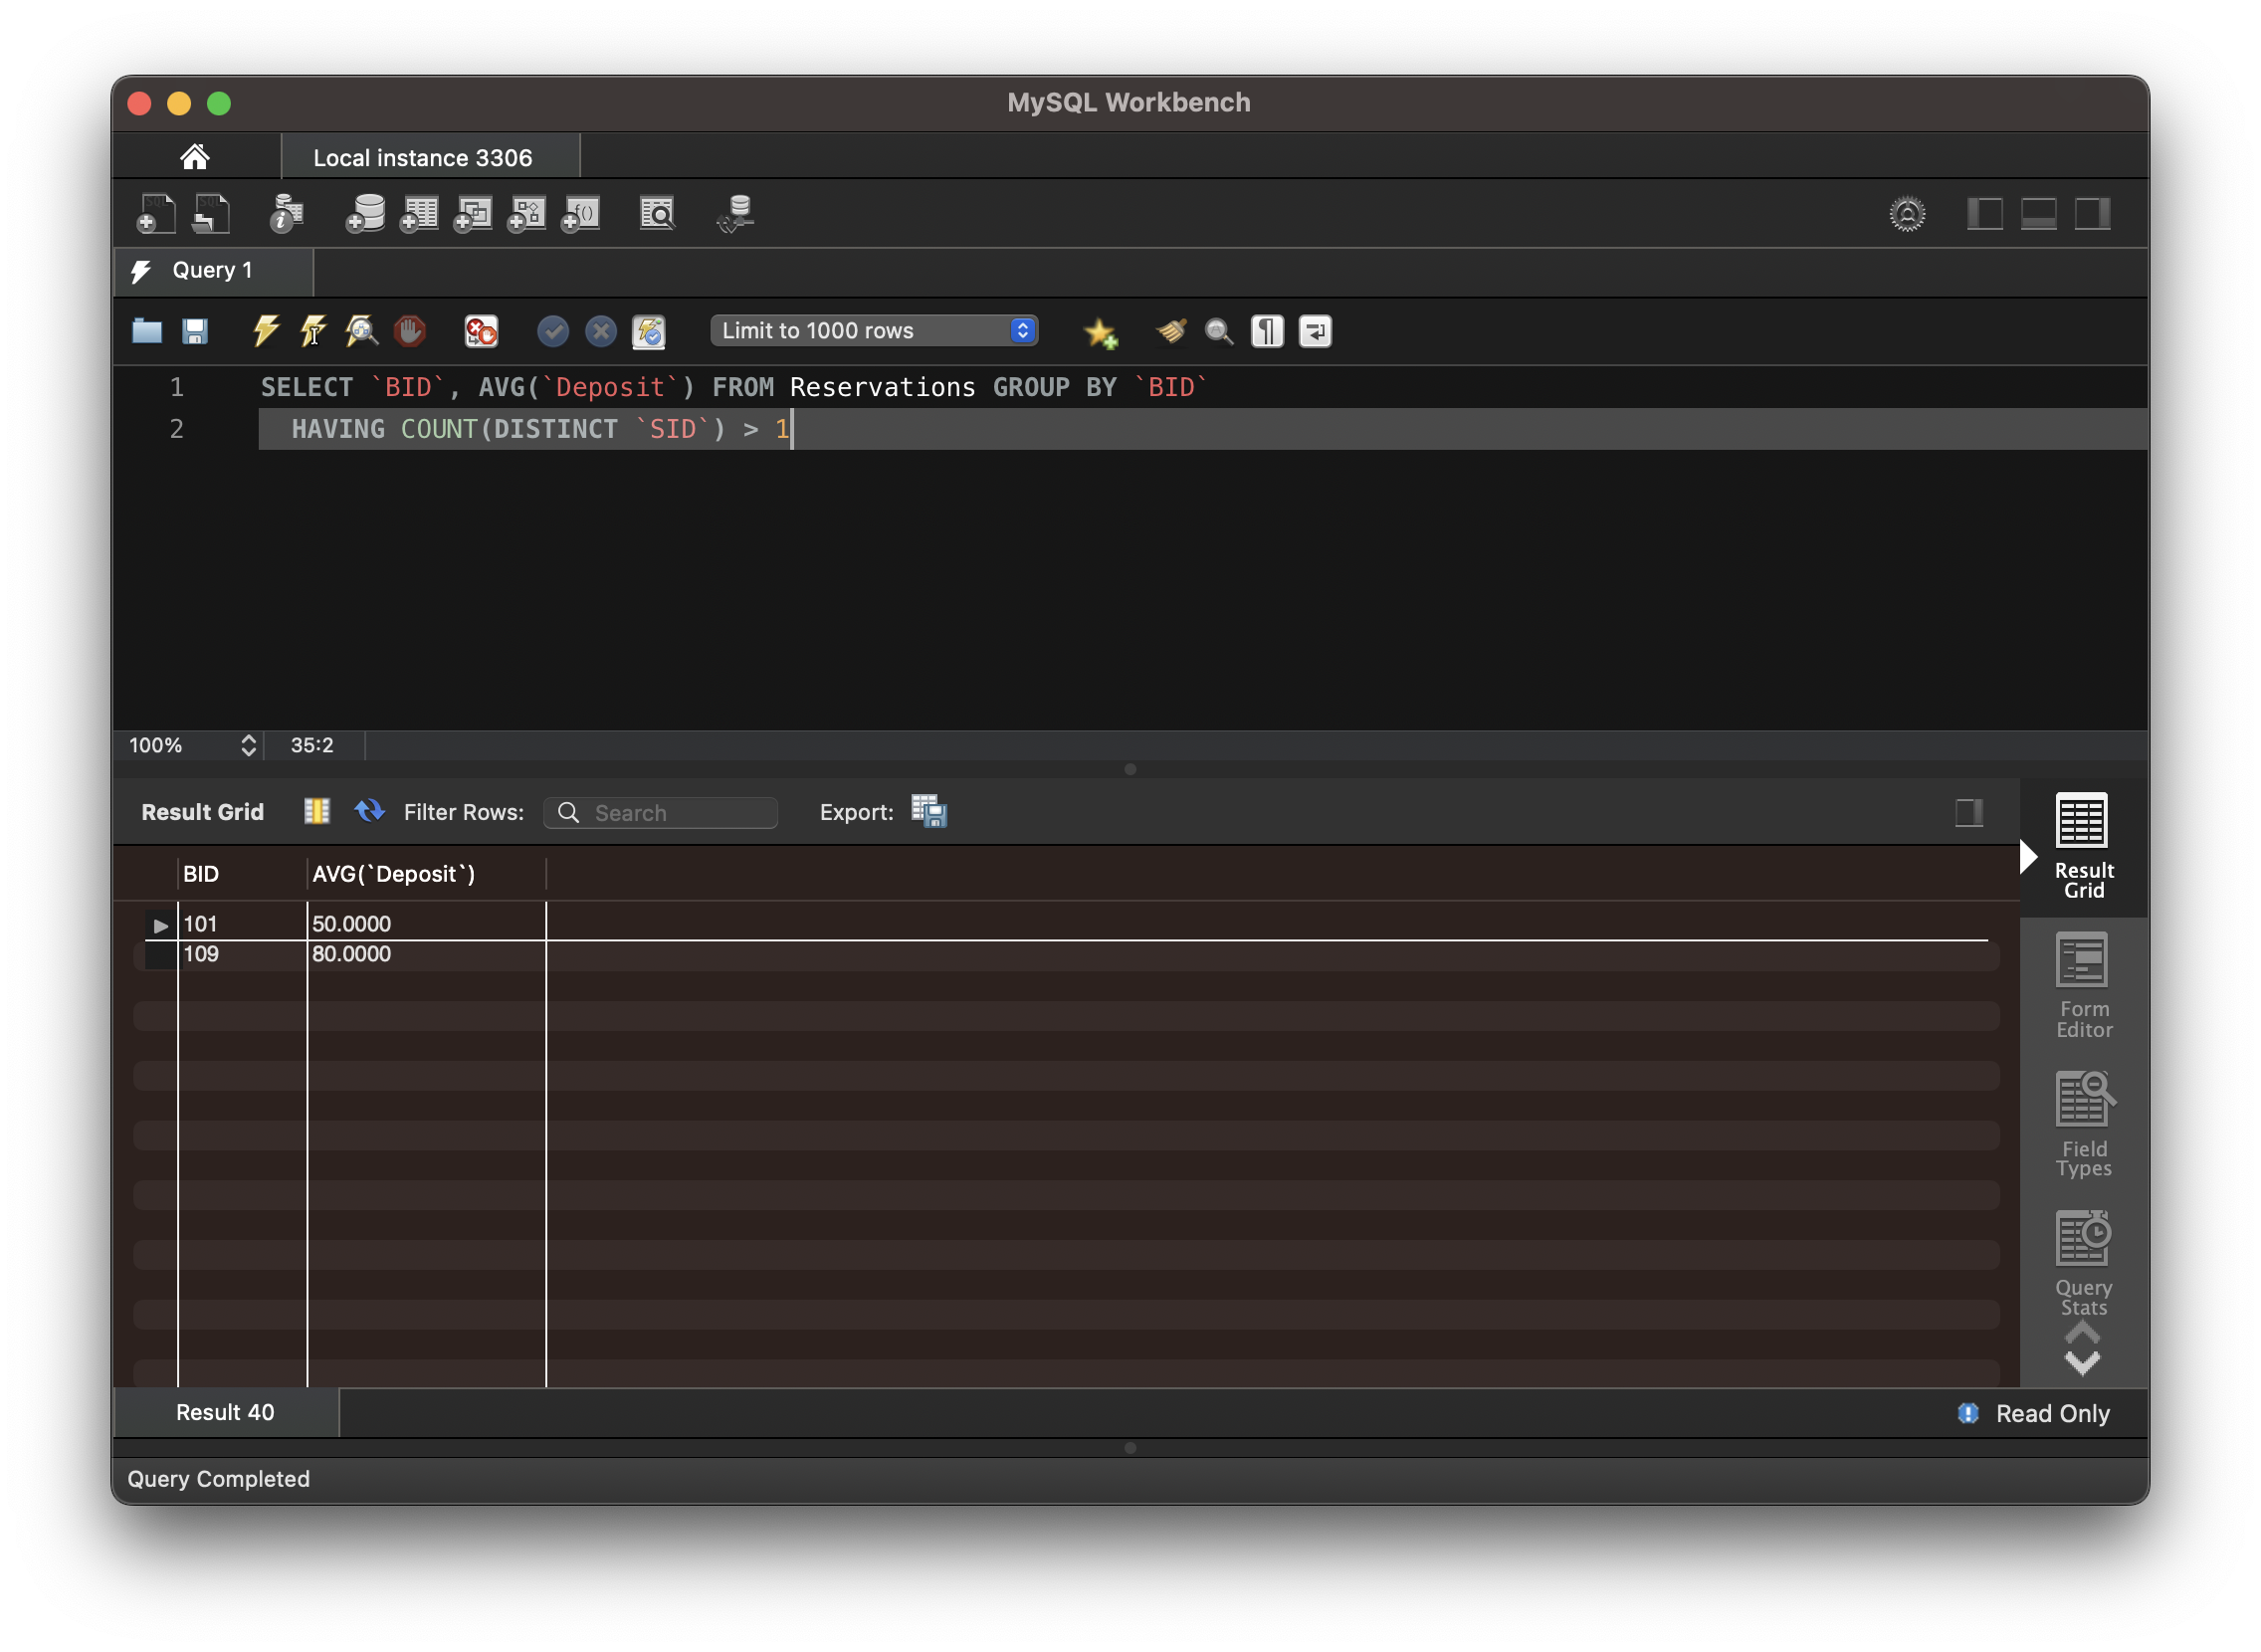 MySQL Workbench
Local instance 3306
Query 1
Limit to 1000 rows
1 SELECT `BID`, AVG(`Deposit`) FROM Reservations GROUP BY `BID`
2 HAVING COUNT(DISTINCT `SID`) > 1
100% 35:2
Result Grid Filter Rows: Search Export:
BID AVG(`Deposit`)
101 50.0000
109 80.0000
Result
Grid
Form
Editor
Field
Types
Query
Stats
Result 40 Read Only
Query Completed